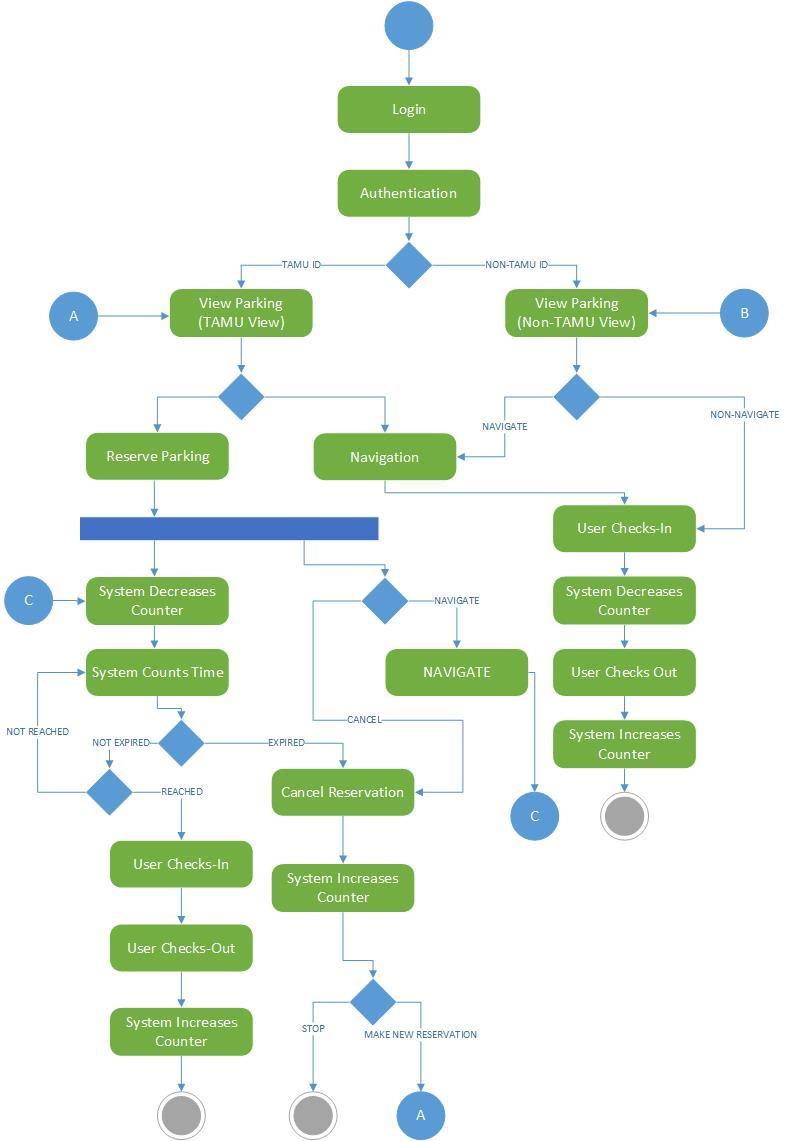 Login
Authentication
TAMU ID
NON-TAMU ID
A
View Parking
(TAMU View)
View Parking
(Non-TAMU View)
B
NAVIGATE
NON-NAVIGATE
Reserve Parking
Navigation
User Checks-In
C
System Decreases
Counter
NAVIGATE
System Decreases
Counter
System Counts Time
NAVIGATE
User Checks Out
NOT REACHED
CANCEL
NOT EXPIRED
EXPIRED
System Increases
Counter
REACHED
Cancel Reservation
C
User Checks-In
System Increases
Counter
User Checks-Out
System Increases
Counter
STOP
MAKE NEW RESERVATION
A